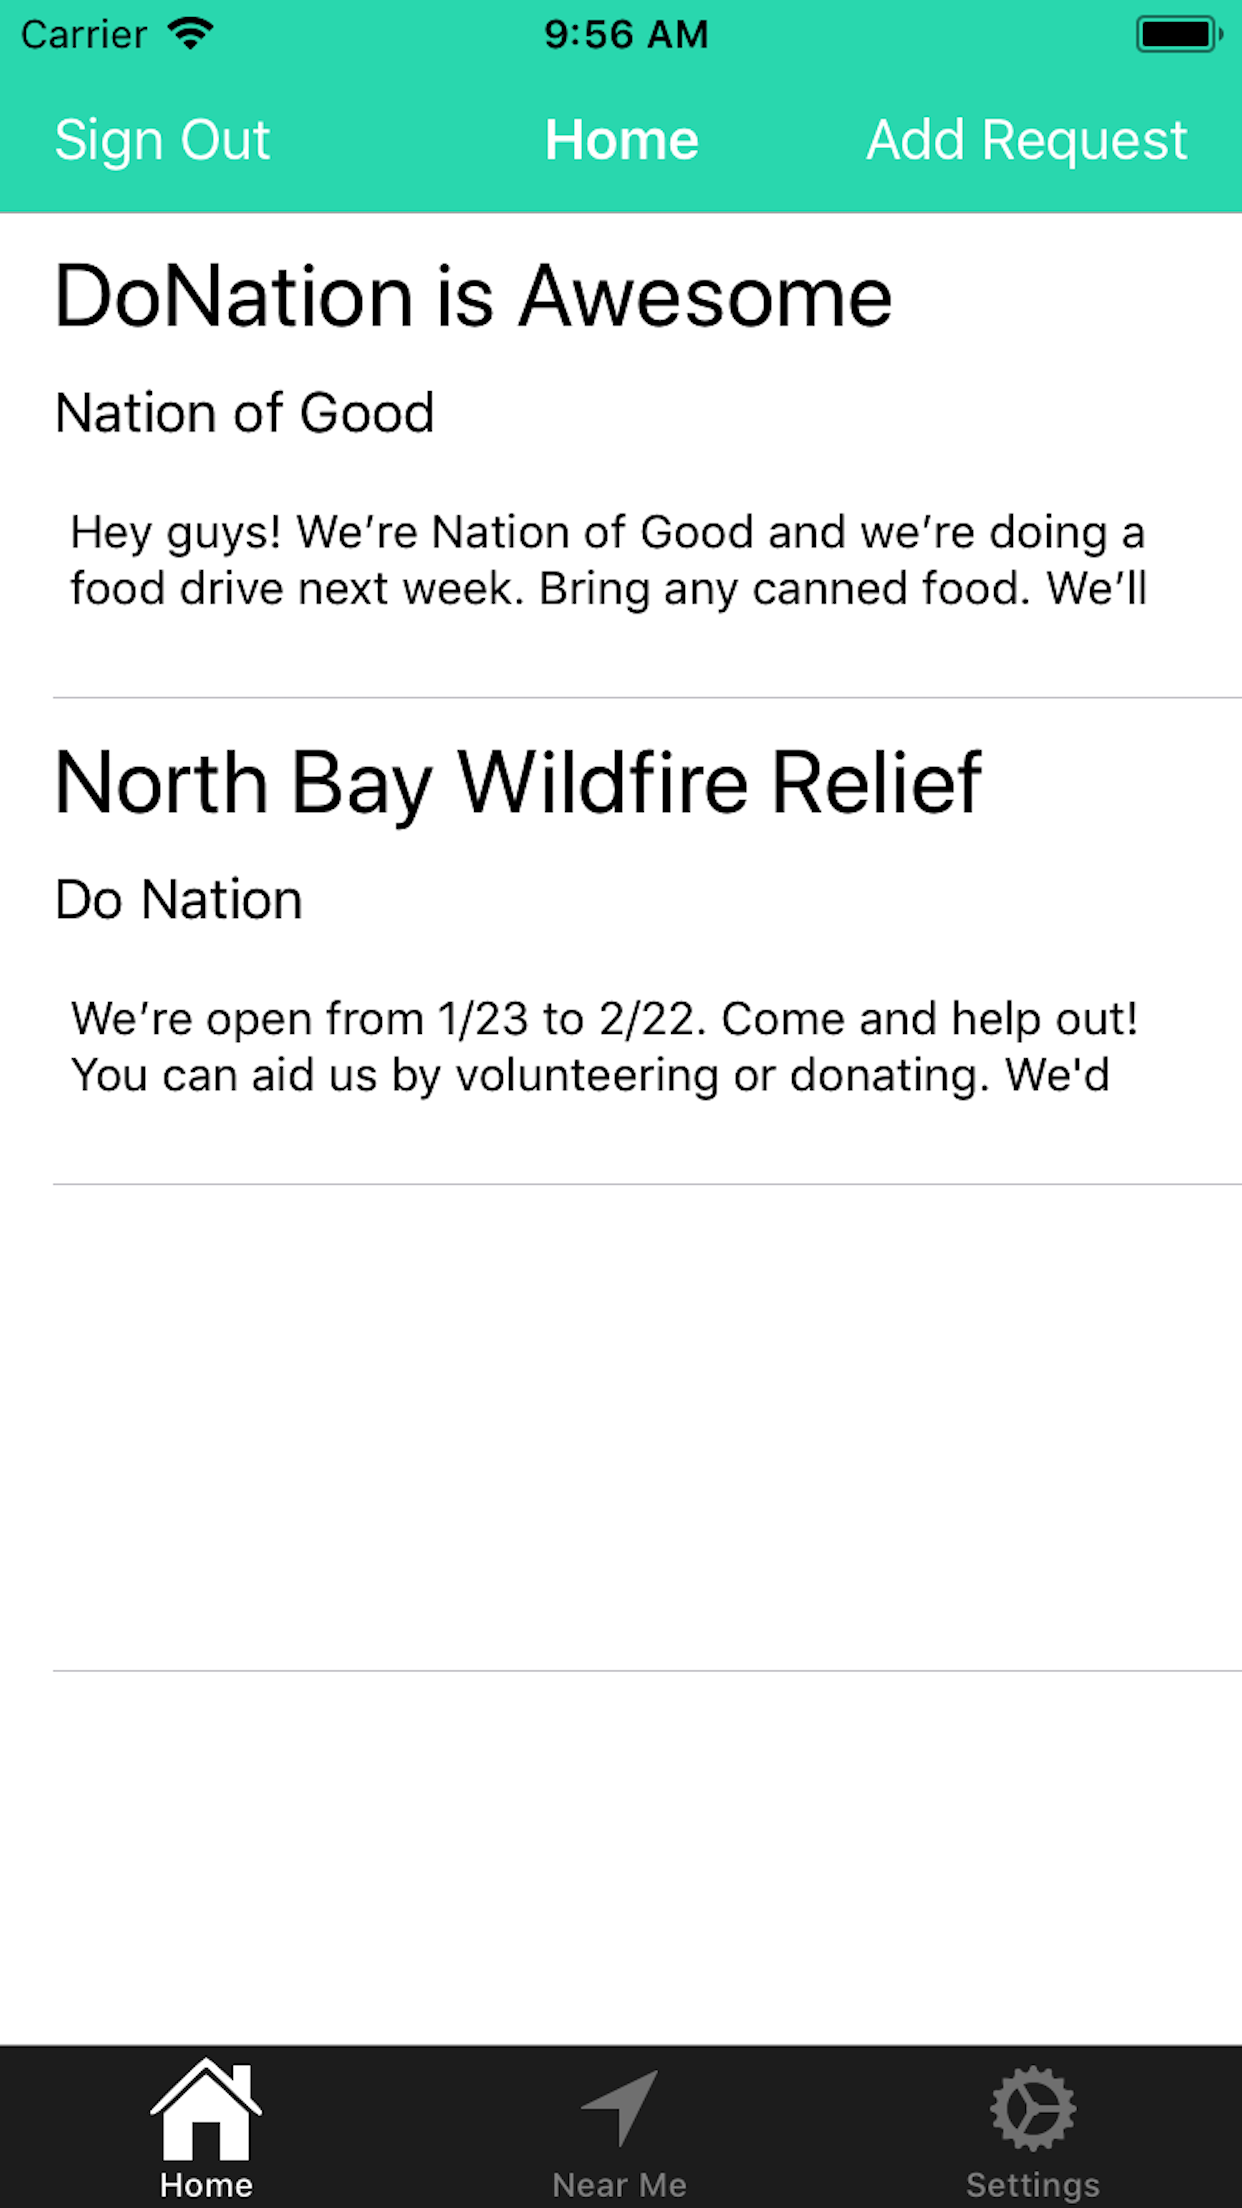 Carrier
9:56 AM
Sign Out
Home
Add Request
DoNation is Awesome
Nation of Good
Hey guys! We’re Nation of Good and we’re doing a
food drive next week. Bring any canned food. We’ll
North Bay Wildfire Relief
Do Nation
We’re open from 1/23 to 2/22. Come and help out!
You can aid us by volunteering or donating. We'd
Home
Near Me
Settings